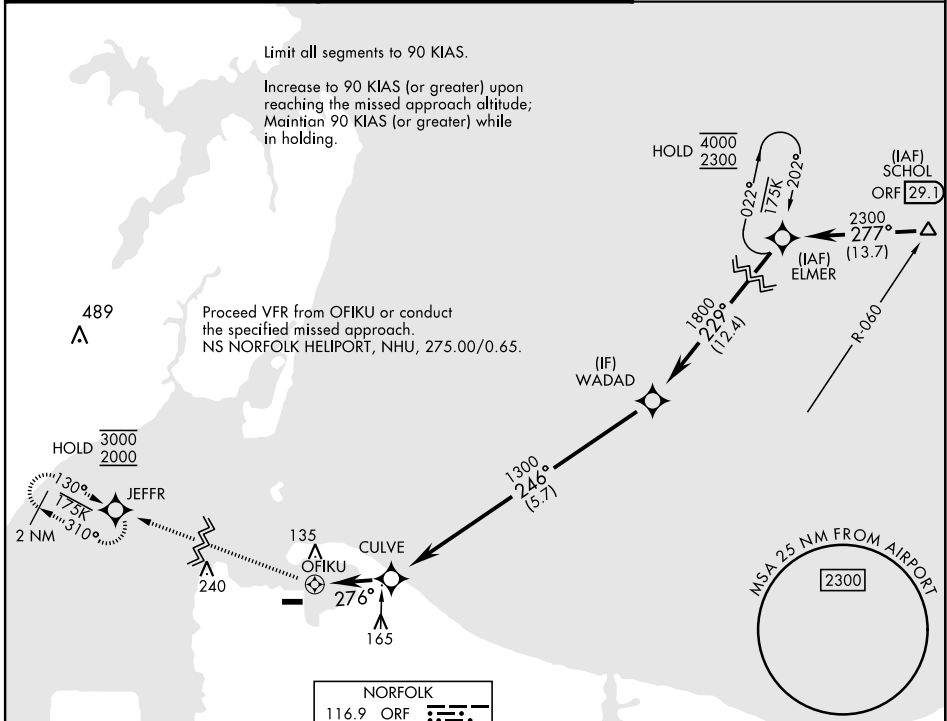 Limit all segments to 90 KIAS.
Increase to 90 KIAS (or greater) upon
reaching the missed approach altitude;
Maintian 90 KIAS (or greater) while
in holding.
HOLD 4000
2300
022°
175K
202°
(IAF)
SCHOL
ORF 29.1
2300
277°
(13.7)
(IAF)
ELMER
R-060
489
Proceed VFR from OFIKU or conduct
the specified missed approach.
NS NORFOLK HELIPORT, NHU, 275.00/0.65.
1800
229°
(12.4)
(IF)
WADAD
1300
246°
(5.7)
HOLD 3000
2000
130°
175K
310°
2 NM
JEFFR
240
135
OFIKU
CULVE
276°
165
MSA 25 NM FROM AIRPORT
2300
NORFOLK
116.9 ORF